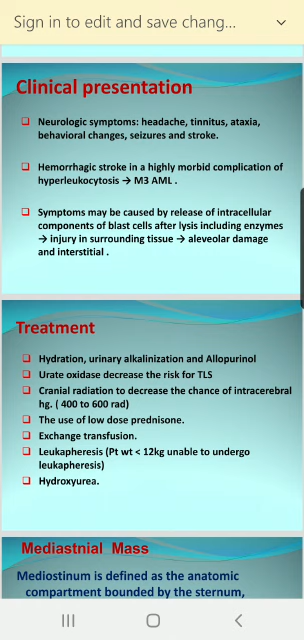 Sign in to edit and save chang...
Clinical presentation
Neurologic symptoms: headache, tinnitus, ataxia,
behavioral changes, seizures and stroke.
Hemorrhagic stroke in a highly morbid complication of
hyperleukocytosis → M3 AML .
Symptoms may be caused by release of intracellular
components of blast cells after lysis including enzymes
→ injury in surrounding tissue → aleveolar damage
and interstitial .
Treatment
Hydration, urinary alkalinization and Allopurinol
Urate oxidase decrease the risk for TLS
Cranial radiation to decrease the chance of intracerebral
hg. ( 400 to 600 rad)
The use of low dose prednisone.
Exchange transfusion.
Leukapheresis (Pt wt < 12kg unable to undergo
leukapheresis)
Hydroxyurea.
Mediastnial Mass
Mediostinum is defined as the anatomic
compartment bounded by the sternum,